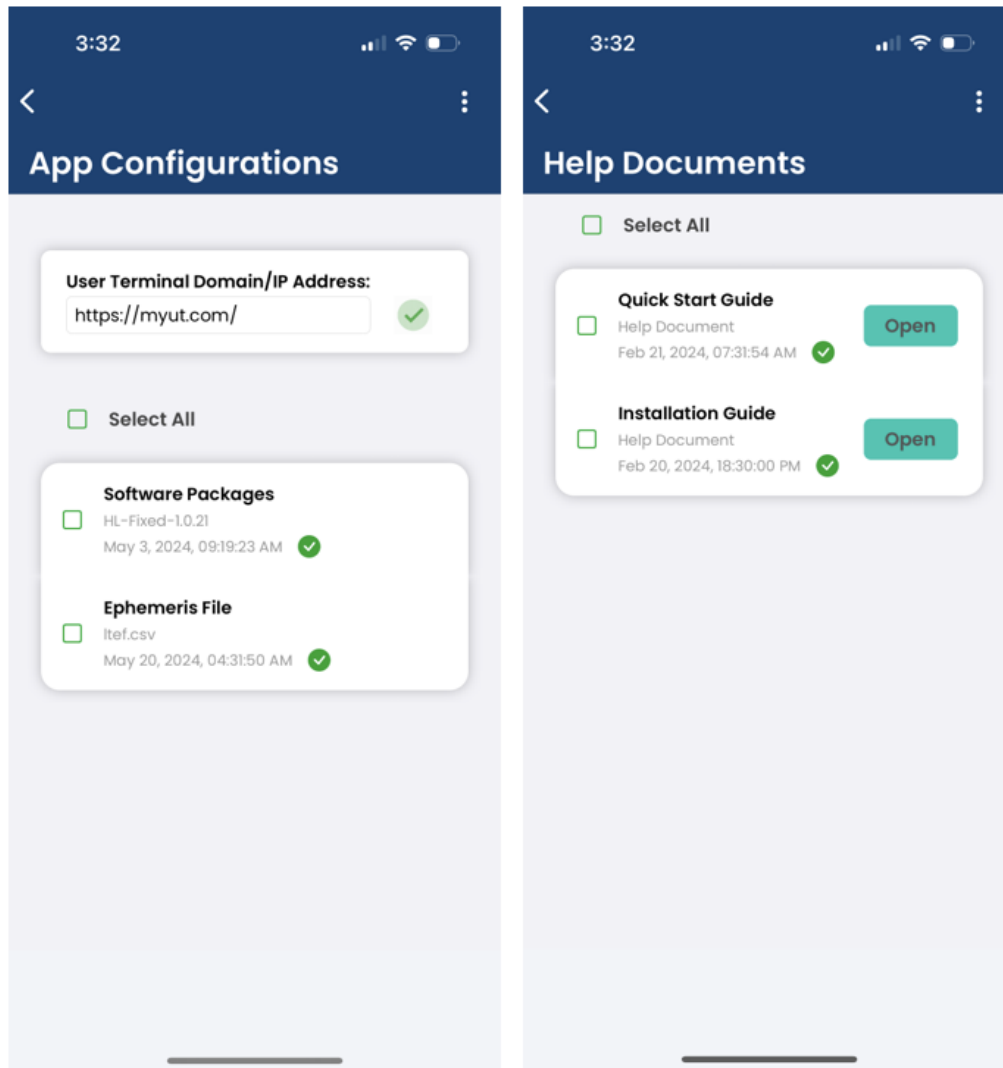 3:32
App Configurations
User Terminal Domain/IP Address:
https://myut.com/
Select All
Software Packages
HL-Fixed-1.0.21
May 3, 2024, 09:19:23 AM
Ephemeris File
ltef.csv
May 20, 2024, 04:31:50 AM
3:32
Help Documents
Select All
Quick Start Guide
Help Document
Feb 21, 2024, 07:31:54 AM
Open
Installation Guide
Help Document
Feb 20, 2024, 18:30:00 PM
Open